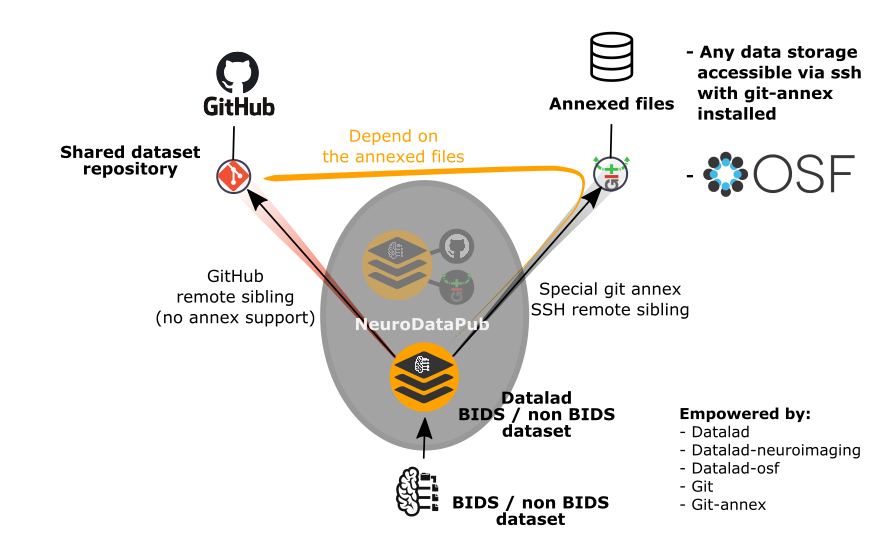 GitHub
Annexed files
- Any data storage
accessible via ssh
with git-annex
installed
Shared dataset
repository
Depend on
the annexed files
- OSF
git
GitHub
remote sibling
(no annex support)
git
Special git annex
SSH remote sibling
NeuroDataPub
Datalad
BIDS / non BIDS
dataset
Empowered by:
- Datalad
- Datalad-neuroimaging
- Datalad-osf
- Git
- Git-annex
BIDS / non BIDS
dataset